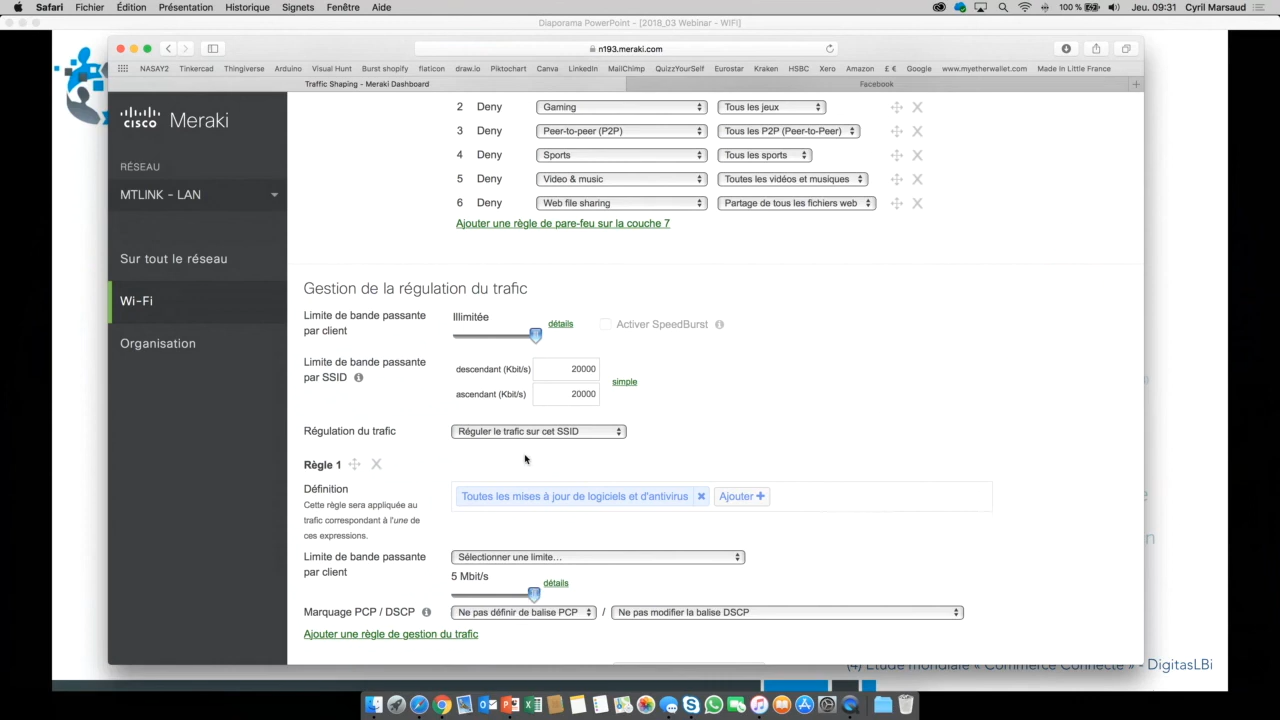 Safari Fichier Édition Présentation Historique Signets Fenêtre Aide 100 % Jeu. 09:31 Cyril Marsaud
Diaporama PowerPoint - [2018_03 Webinar - WIFI]
n193.meraki.com
NASAY2 Tinkercad Thingiverse Arduino Visual Hunt Burst shopify flaticon draw.io Piktochart Canva LinkedIn MailChimp QuizzYourSelf Eurostar Kraken HSBC Xero Amazon £ € Google www.myetherwallet.com Made in Little France
Traffic Shaping - Meraki Dashboard Facebook
CISCO Meraki
RÉSEAU
MTLINK - LAN
Sur tout le réseau
Wi-Fi
Organisation
2 Deny Gaming Tous les jeux
3 Deny Peer-to-peer (P2P) Tous les P2P (Peer-to-Peer)
4 Deny Sports Tous les sports
5 Deny Video & music Toutes les vidéos et musiques
6 Deny Web file sharing Partage de tous les fichiers web
Ajouter une règle de pare-feu sur la couche 7
Gestion de la régulation du trafic
Limite de bande passante
par client
Illimitée
détails Activer SpeedBurst
Limite de bande passante
par SSID
descendant (Kbit/s) 20000
ascendant (Kbit/s) 20000
simple
Régulation du trafic Réguler le trafic sur cet SSID
Règle 1
Définition
Cette règle sera appliquée au
trafic correspondant à l'une de
ces expressions.
Toutes les mises à jour de logiciels et d'antivirus Ajouter
Limite de bande passante
par client
Sélectionner une limite...
5 Mbit/s détails
Marquage PCP / DSCP Ne pas définir de balise PCP / Ne pas modifier la balise DSCP
Ajouter une règle de gestion du trafic
(4) Etude mondiale « Commerce Connecté » - DigitasLBi